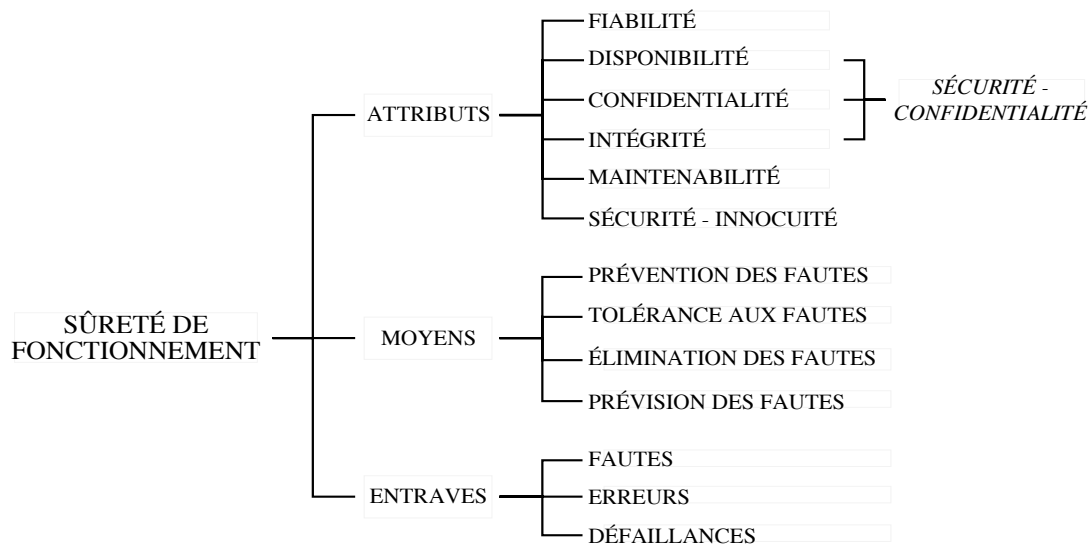 FIABILITÉ
DISPONIBILITÉ
CONFIDENTIALITÉ
INTÉGRITÉ
MAINTENABILITÉ
SÉCURITÉ - INNOCUITÉ
SÉCURITÉ -
CONFIDENTIALITÉ
ATTRIBUTS
PRÉVENTION DES FAUTES
TOLÉRANCE AUX FAUTES
ÉLIMINATION DES FAUTES
PRÉVISION DES FAUTES
SÛRETÉ DE
FONCTIONNEMENT
MOYENS
FAUTES
ERREURS
DÉFAILLANCES
ENTRAVES